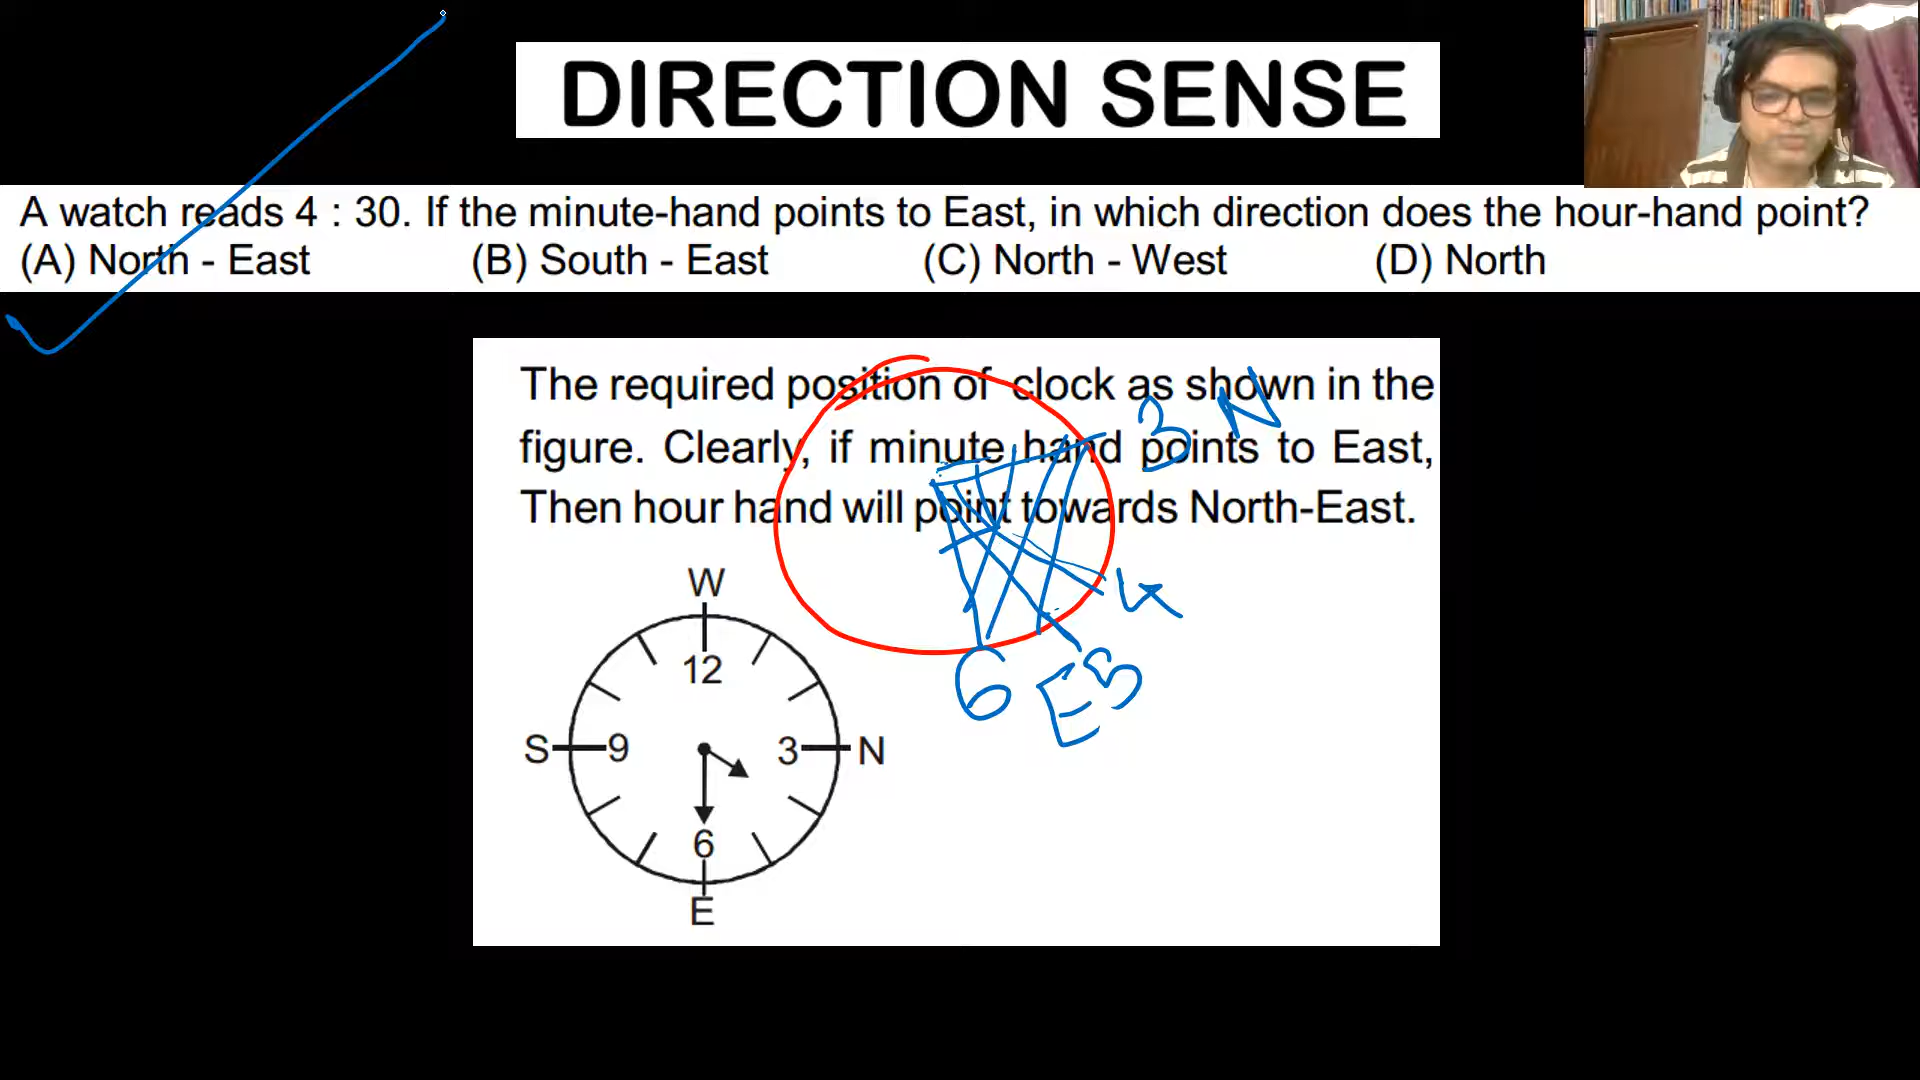 DIRECTION SENSE
A watch reads 4 : 30. If the minute-hand points to East, in which direction does the hour-hand point?
(A) North - East (B) South - East (C) North - West (D) North
The required position of clock as shown in the
figure. Clearly, if minute hand points to East,
Then hour hand will point towards North-East.
3 N
4
6 E 5
W
12
S 9 3 N
6
E